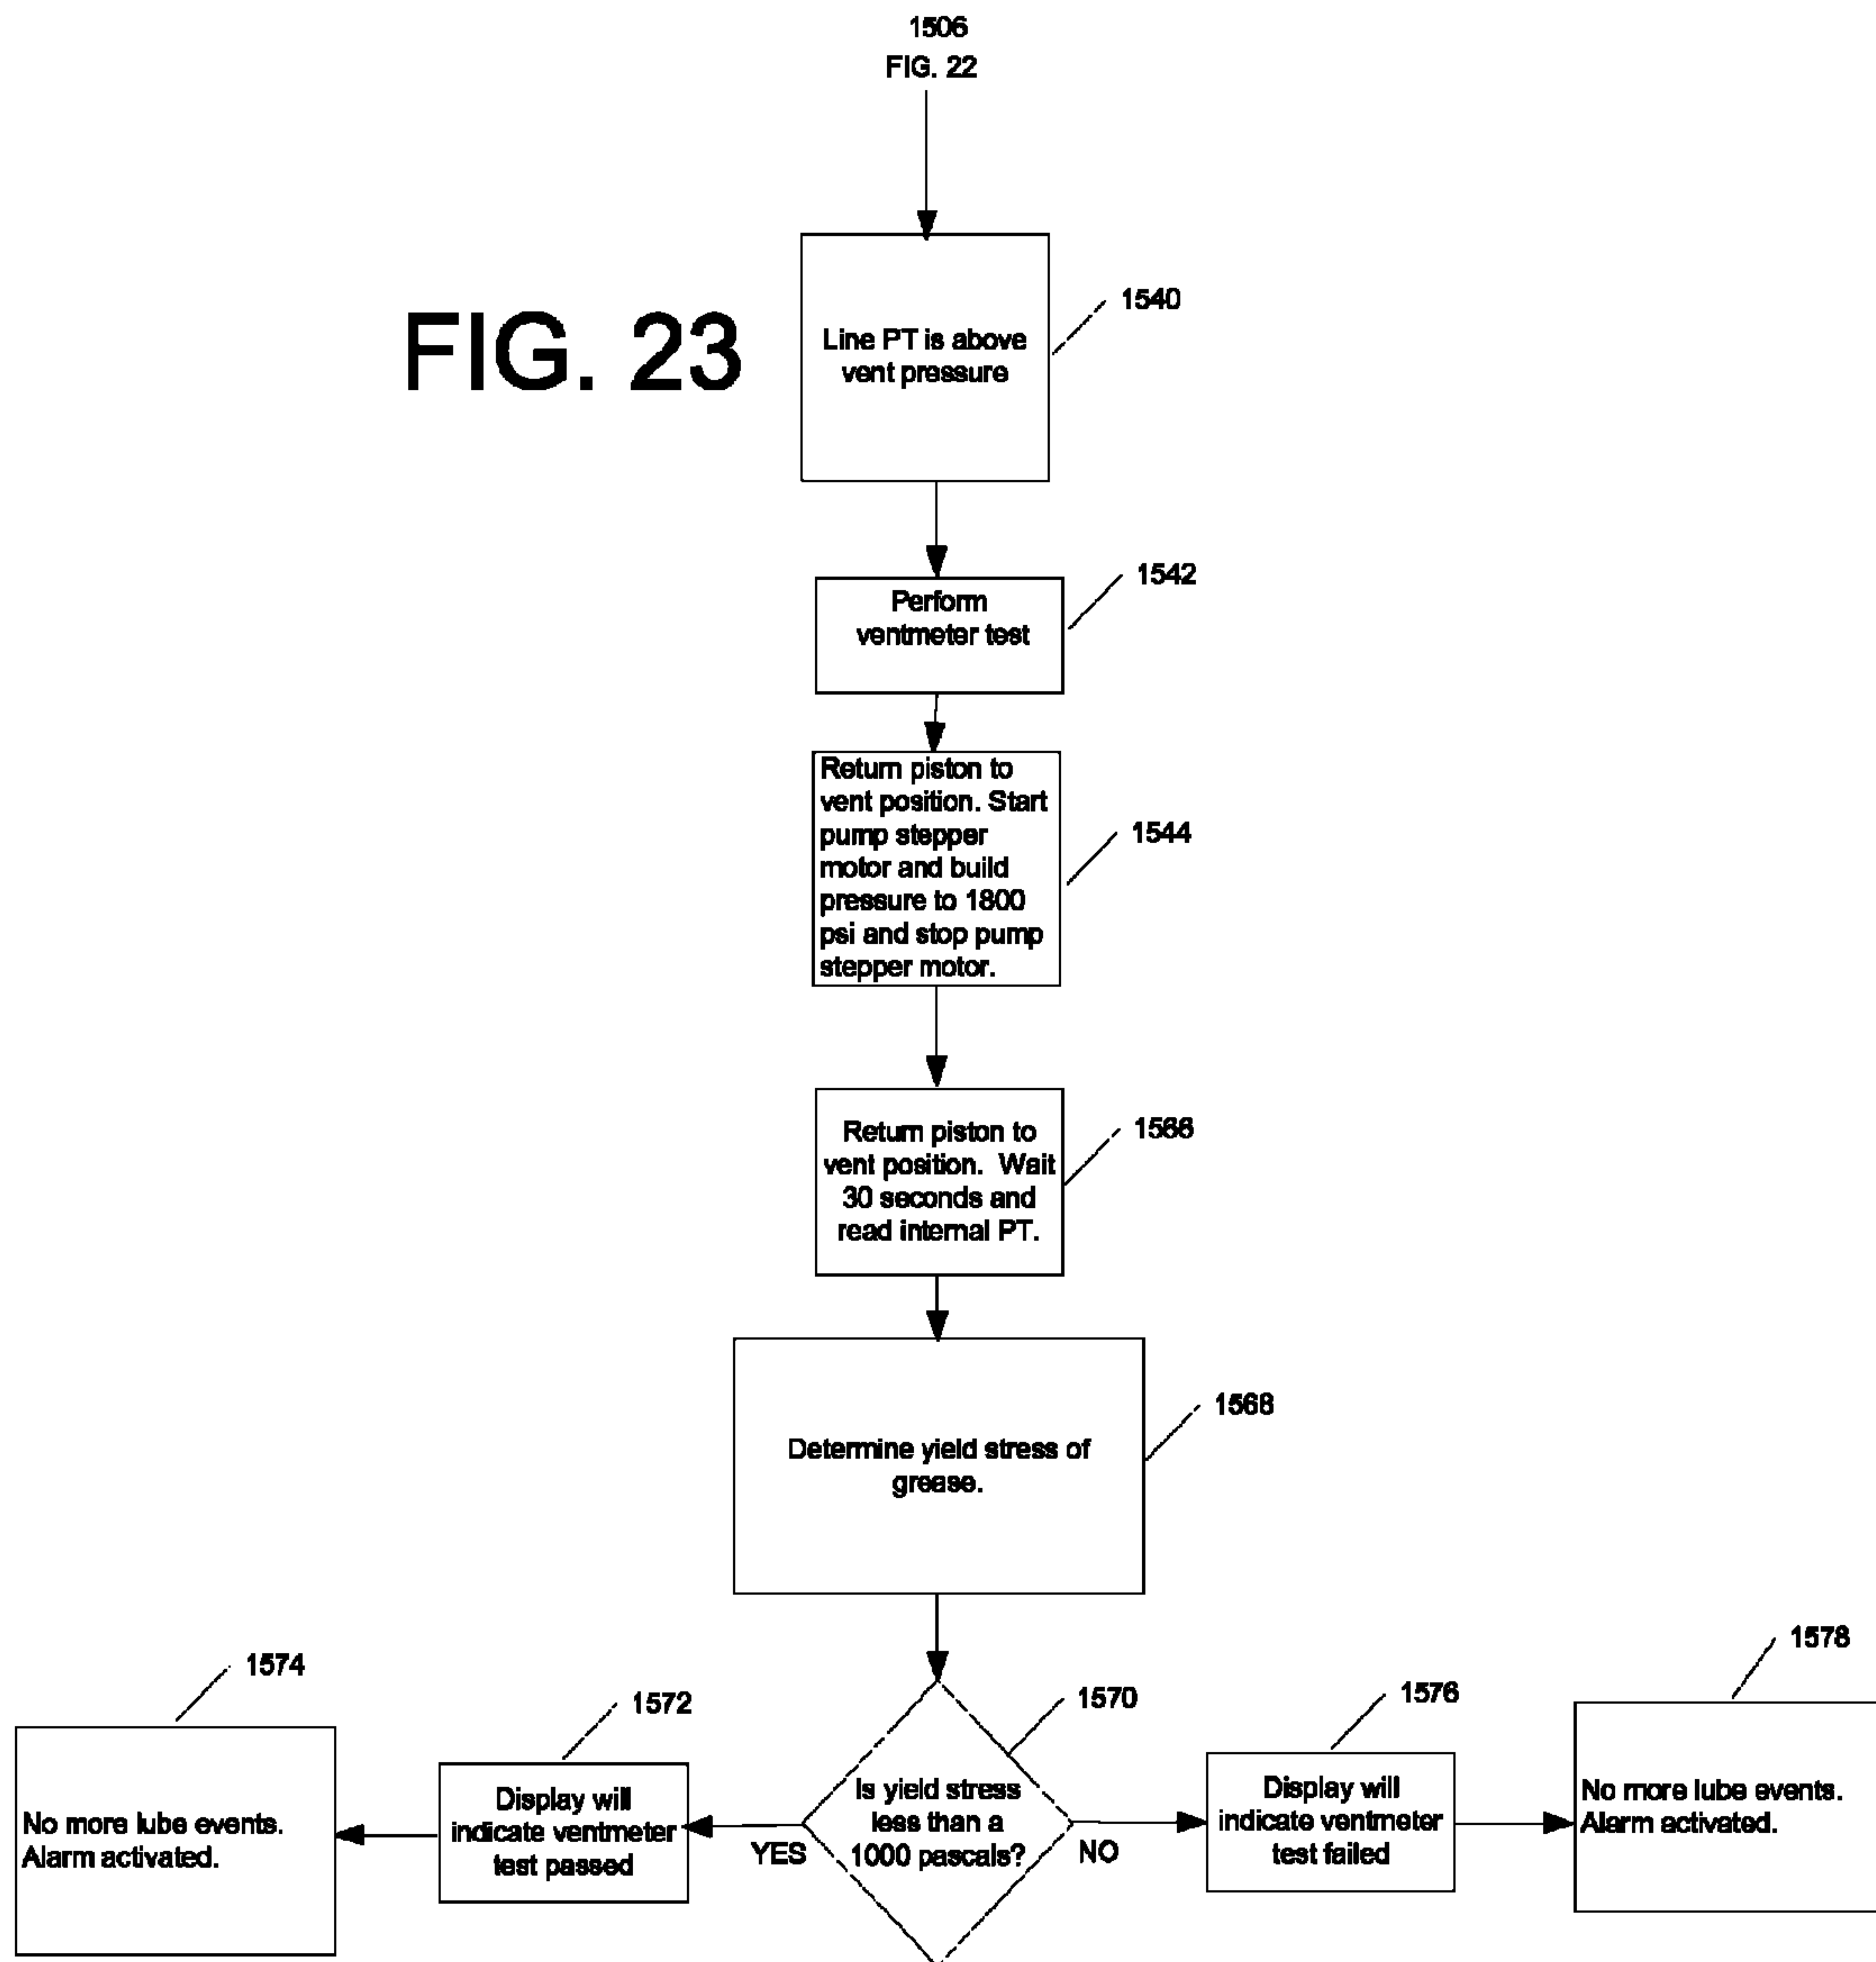 1506
FIG. 22
FIG. 23
Line PT is above
vent pressure
1540
Perform
ventmeter test
1542
Return piston to
vent position. Start
pump stepper
motor and build
pressure to 1800
psi and stop pump
stepper motor.
1544
Return piston to
vent position. Wait
30 seconds and
read internal PT.
1566
Determine yield stress of
grease.
1568
1574
No more lube events.
Alarm activated.
1572
Display will
indicate ventmeter
test passed
YES
Is yield stress
less than a
1000 pascals?
1570
NO
1576
Display will
indicate ventmeter
test failed
1578
No more lube events.
Alarm activated.